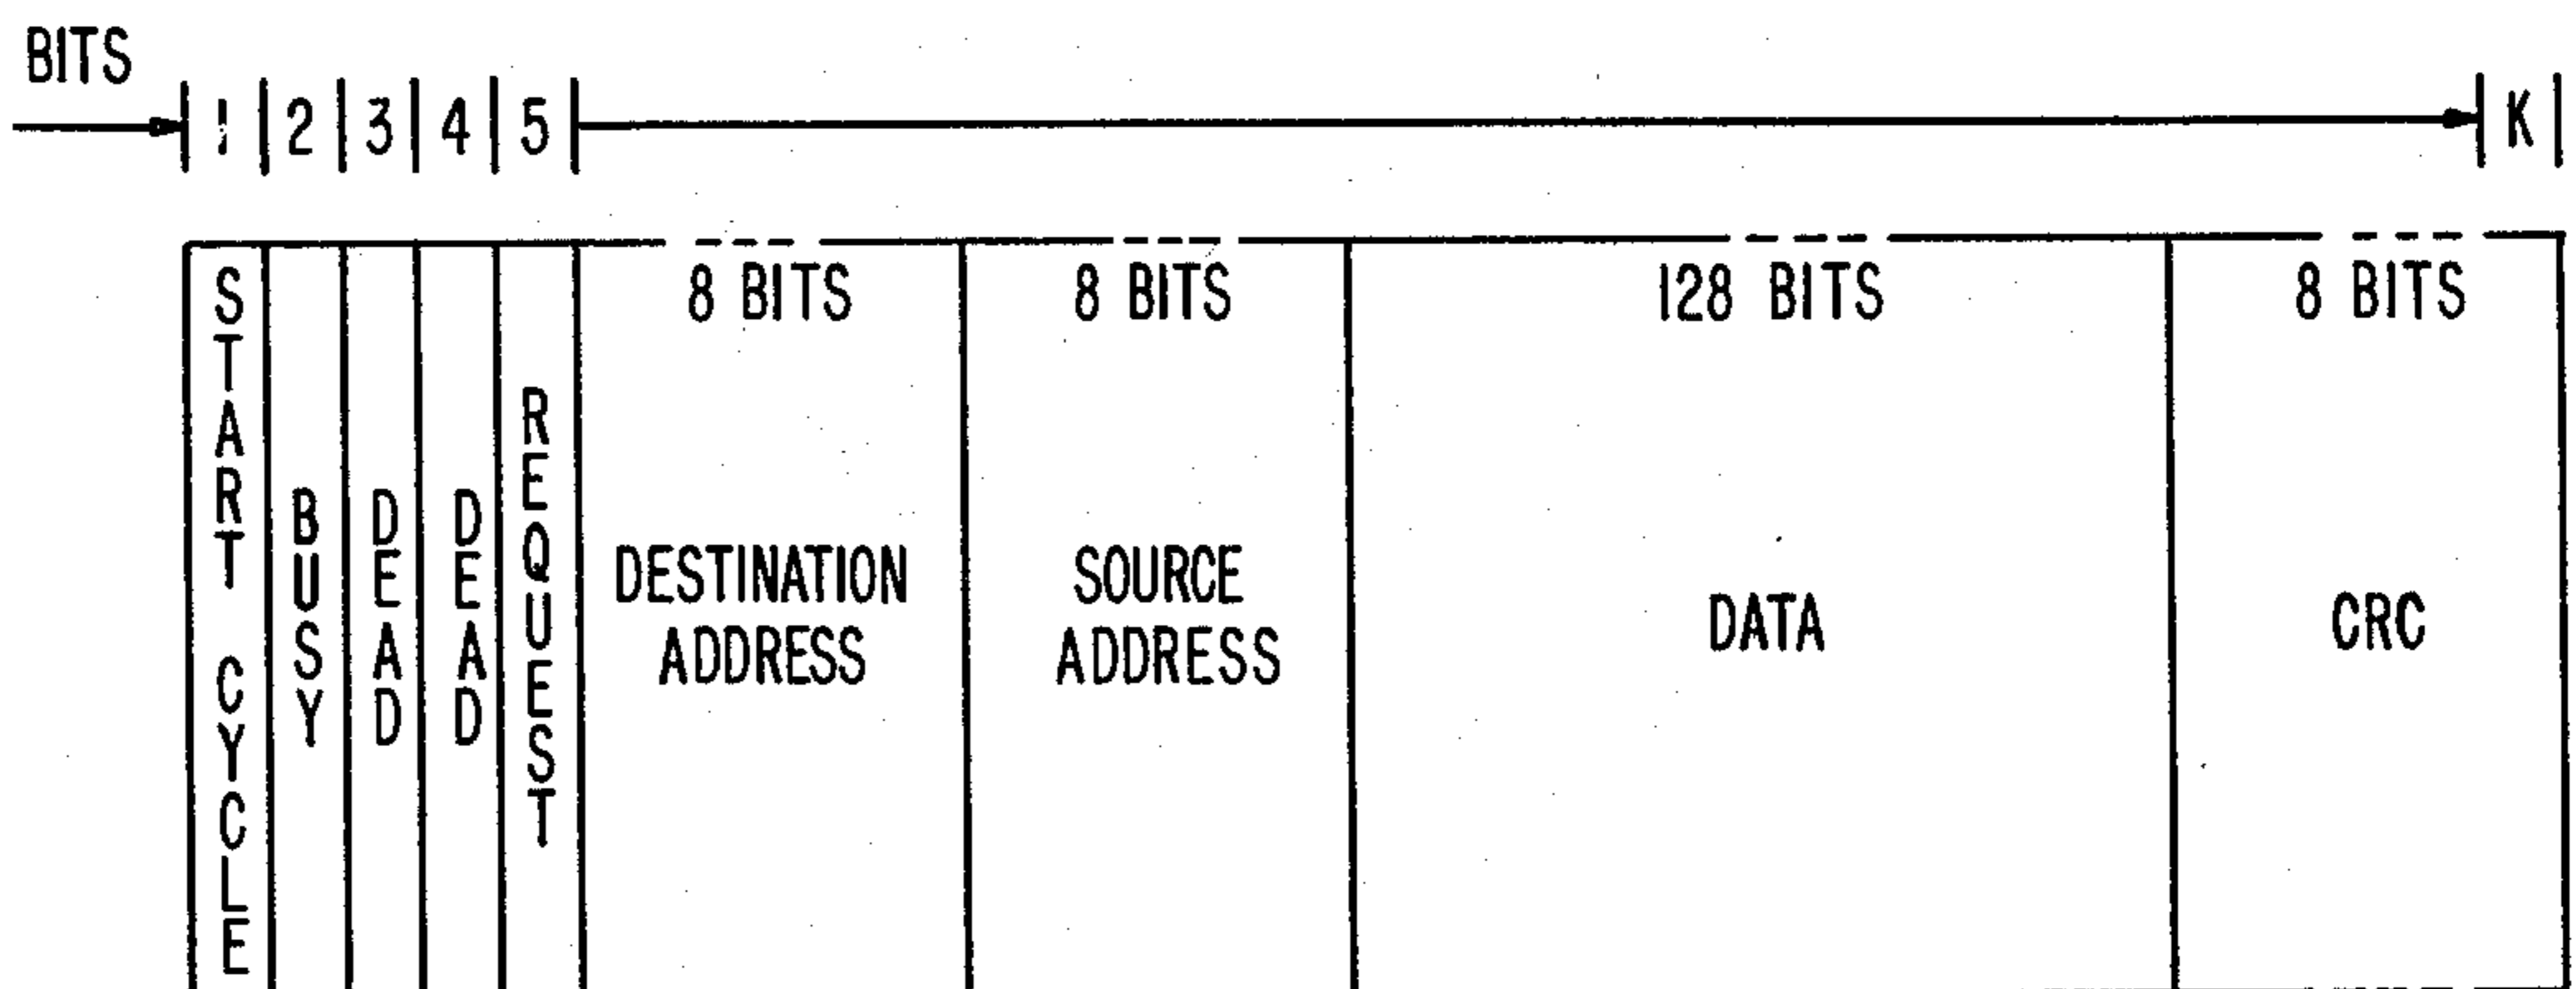 BITS
1 2 3 4 5 K
8 BITS 8 BITS 128 BITS 8 BITS
START CYCLE
BUSY
DEAD
DEAD
REQUEST
DESTINATION
ADDRESS
SOURCE
ADDRESS
DATA
CRC